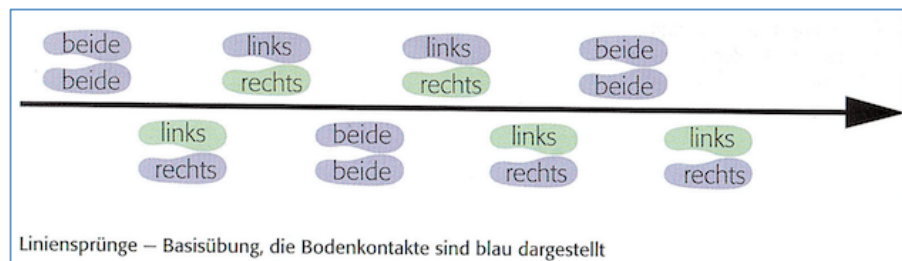 beide links links beide
beide rechts rechts beide
links beide links links
rechts beide rechts rechts
Liniensprünge – Basisübung, die Bodenkontakte sind blau dargestellt